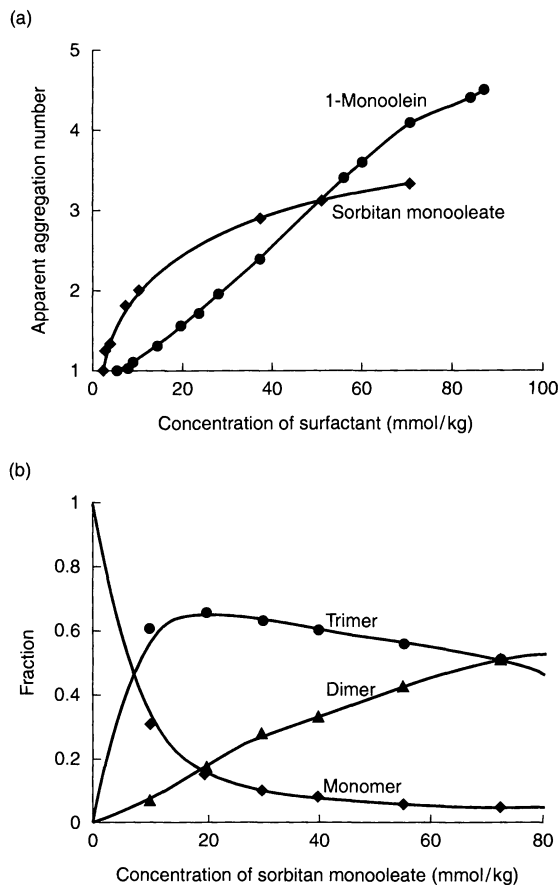 (a)
5
4
3
2
1
Apparent aggregation number
1-Monoolein
Sorbitan monooleate
0
20
40
60
80
100
Concentration of surfactant (mmol/kg)
(b)
1
0.8
0.6
0.4
0.2
0
Fraction
Trimer
Dimer
Monomer
0
20
40
60
80
Concentration of sorbitan monooleate (mmol/kg)